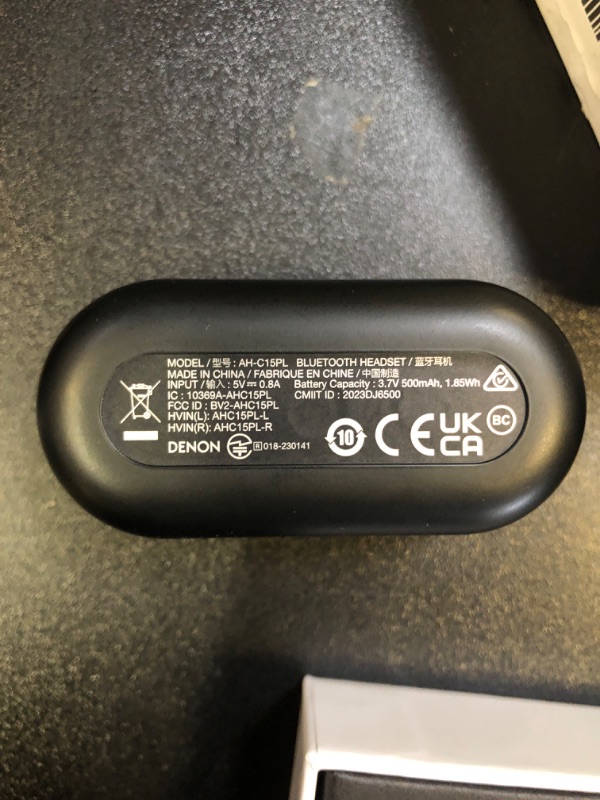 MODEL / 型号 : AH-C15PL BLUETOOTH HEADSET / 蓝牙耳机
MADE IN CHINA / FABRIQUE EN CHINE / 中国制造
INPUT / 输入 : 5V⎓0.8A Battery Capacity : 3.7V 500mAh, 1.85Wh
IC : 10369A-AHC15PL CMIIT ID : 2023DJ6500
FCC ID : BV2-AHC15PL
HVIN(L): AHC15PL-L
HVIN(R): AHC15PL-R
DENON R 018-230141
10 CE UK CA BC